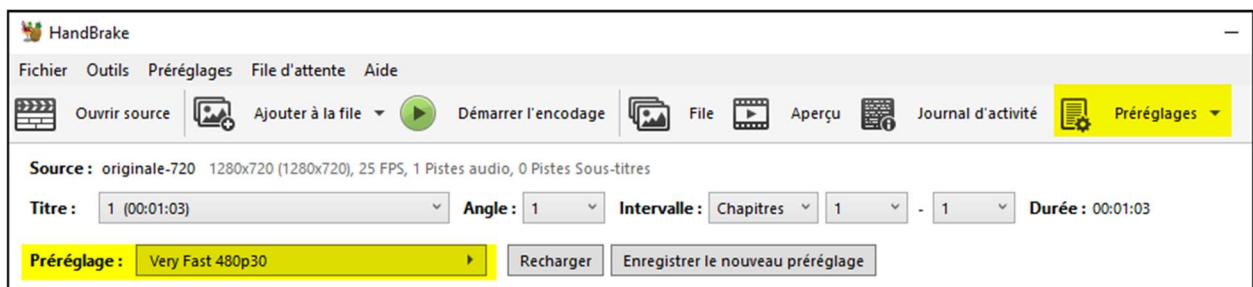 HandBrake
Fichier Outils Préréglages File d'attente Aide
Ouvrir source Ajouter à la file Démarrer l'encodage File Aperçu Journal d'activité Préréglages
Source : originale-720 1280x720 (1280x720), 25 FPS, 1 Pistes audio, 0 Pistes Sous-titres
Titre : 1 (00:01:03) Angle : 1 Intervalle : Chapitres 1 - 1 Durée : 00:01:03
Préréglage : Very Fast 480p30 Recharger Enregistrer le nouveau préréglage